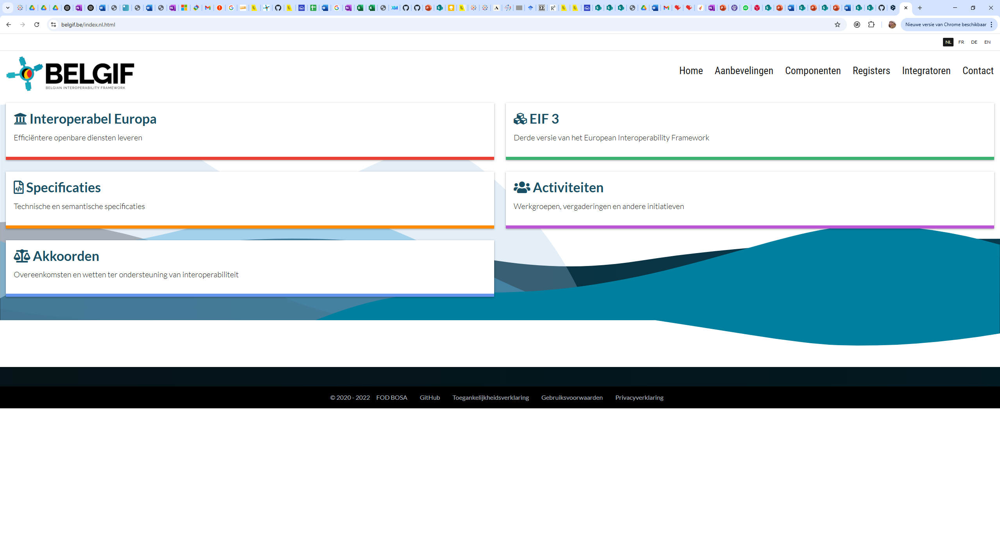 belgif.be/index.nl.html
Nieuwe versie van Chrome beschikbaar
NL FR DE EN
BELGIF
BELGIAN INTEROPERABILITY FRAMEWORK
Home Aanbevelingen Componenten Registers Integratoren Contact
Interoperabel Europa
Efficiëntere openbare diensten leveren
EIF 3
Derde versie van het European Interoperability Framework
Specificaties
Technische en semantische specificaties
Activiteiten
Werkgroepen, vergaderingen en andere initiatieven
Akkoorden
Overeenkomsten en wetten ter ondersteuning van interoperabiliteit
© 2020 - 2022 FOD BOSA GitHub Toegankelijkheidsverklaring Gebruiksvoorwaarden Privacyverklaring